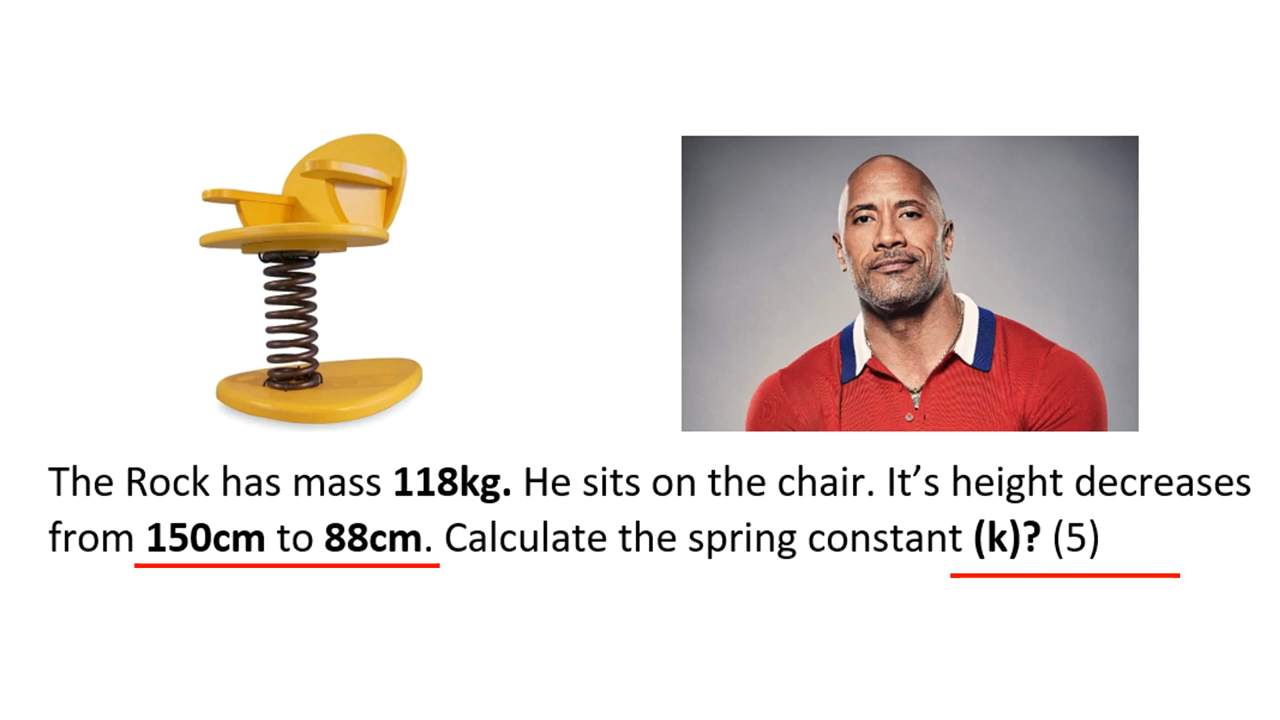 The Rock has mass 118kg. He sits on the chair. It’s height decreases
from 150cm to 88cm. Calculate the spring constant (k)? (5)